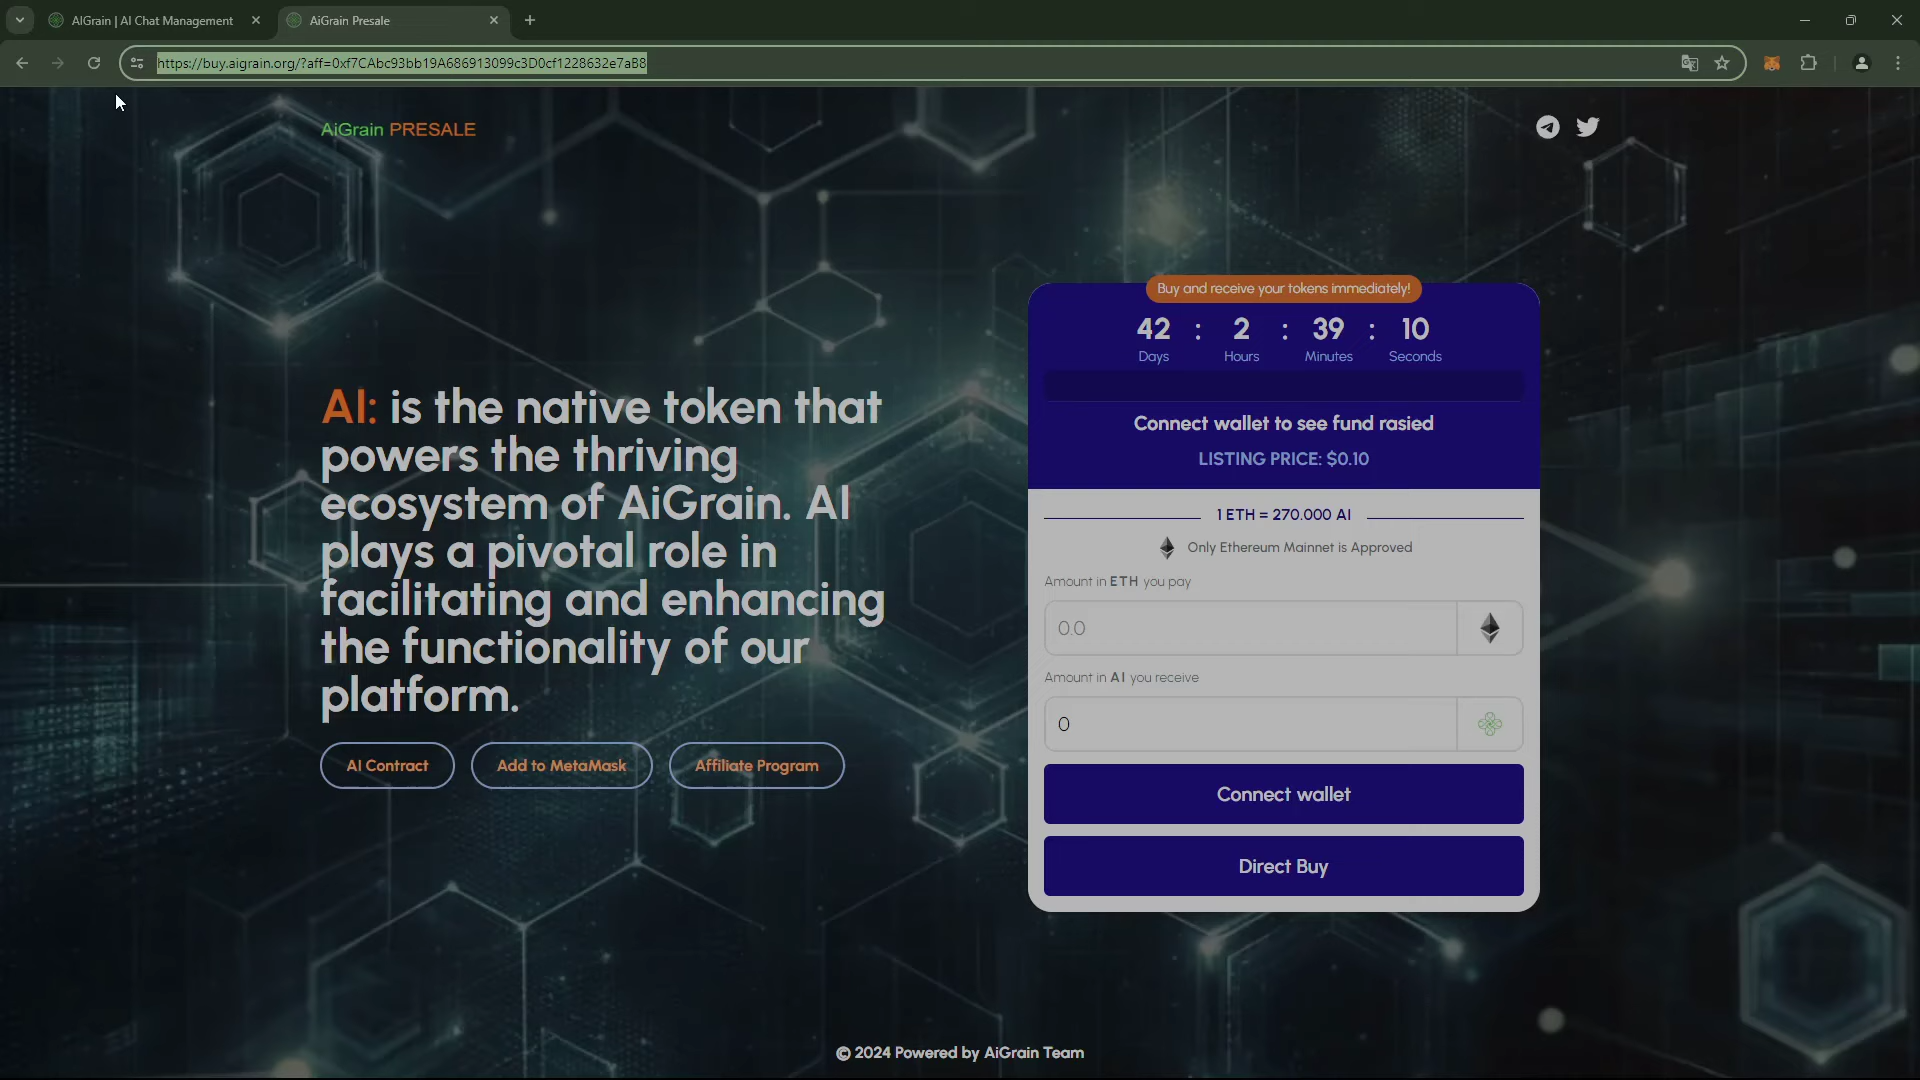 AIGrain | AI Chat Management
AiGrain Presale
https://buy.aigrain.org/?aff=0xf7CAbc93bb19A686913099c3D0cf1228632e7aB8
AiGrain PRESALE
Buy and receive your tokens immediately!
42 : 2 : 39 : 10
Days Hours Minutes Seconds
Connect wallet to see fund rasied
LISTING PRICE: $0.10
AI: is the native token that
powers the thriving
ecosystem of AiGrain. AI
plays a pivotal role in
facilitating and enhancing
the functionality of our
platform.
AI Contract
Add to MetaMask
Affiliate Program
1 ETH = 270.000 AI
Only Ethereum Mainnet is Approved
Amount in ETH you pay
0.0
Amount in AI you receive
0
Connect wallet
Direct Buy
© 2024 Powered by AiGrain Team